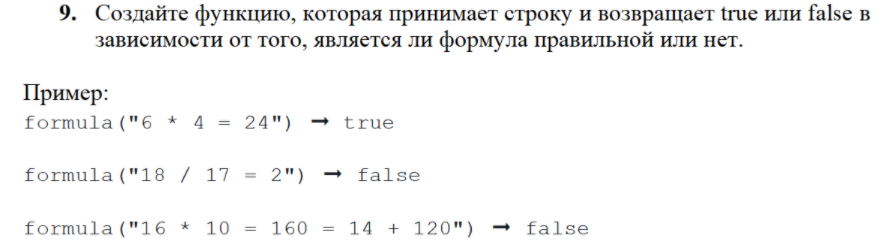 9. Создайте функцию, которая принимает строку и возвращает true или false в
зависимости от того, является ли формула правильной или нет.
Пример:
formula("6 * 4 = 24") ➞ true
formula("18 / 17 = 2") ➞ false
formula("16 * 10 = 160 = 14 + 120") ➞ false